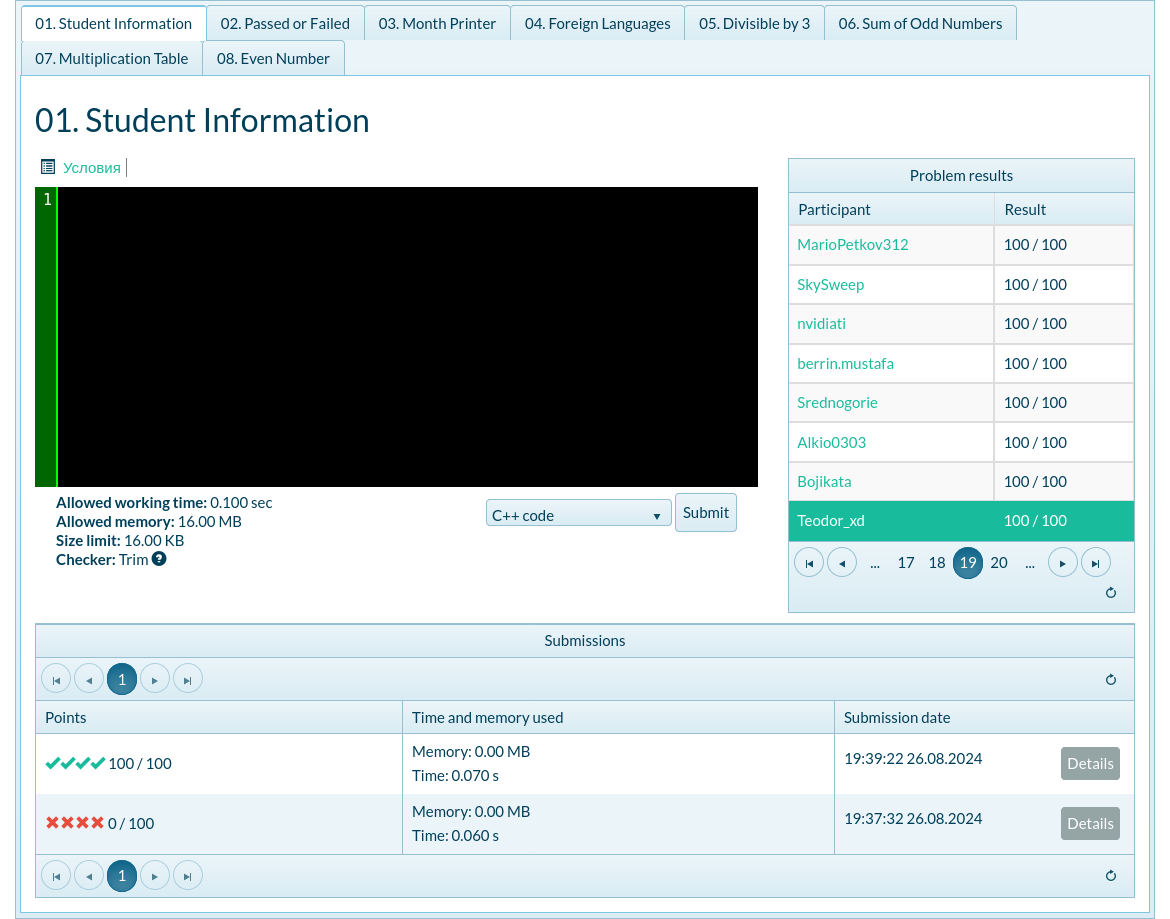 01. Student Information
02. Passed or Failed
03. Month Printer
04. Foreign Languages
05. Divisible by 3
06. Sum of Odd Numbers
07. Multiplication Table
08. Even Number
01. Student Information
Условия
1
Allowed working time: 0.100 sec
Allowed memory: 16.00 MB
Size limit: 16.00 KB
Checker: Trim ?
C++ code
Submit
Problem results
Participant Result
MarioPetkov312 100 / 100
SkySweep 100 / 100
nvidiati 100 / 100
berrin.mustafa 100 / 100
Srednogorie 100 / 100
Alkio0303 100 / 100
Bojikata 100 / 100
Teodor_xd 100 / 100
... 17 18 19 20 ...
Submissions
1
Points Time and memory used Submission date
100 / 100 Memory: 0.00 MB 19:39:22 26.08.2024 Details
Time: 0.070 s
0 / 100 Memory: 0.00 MB 19:37:32 26.08.2024 Details
Time: 0.060 s
1